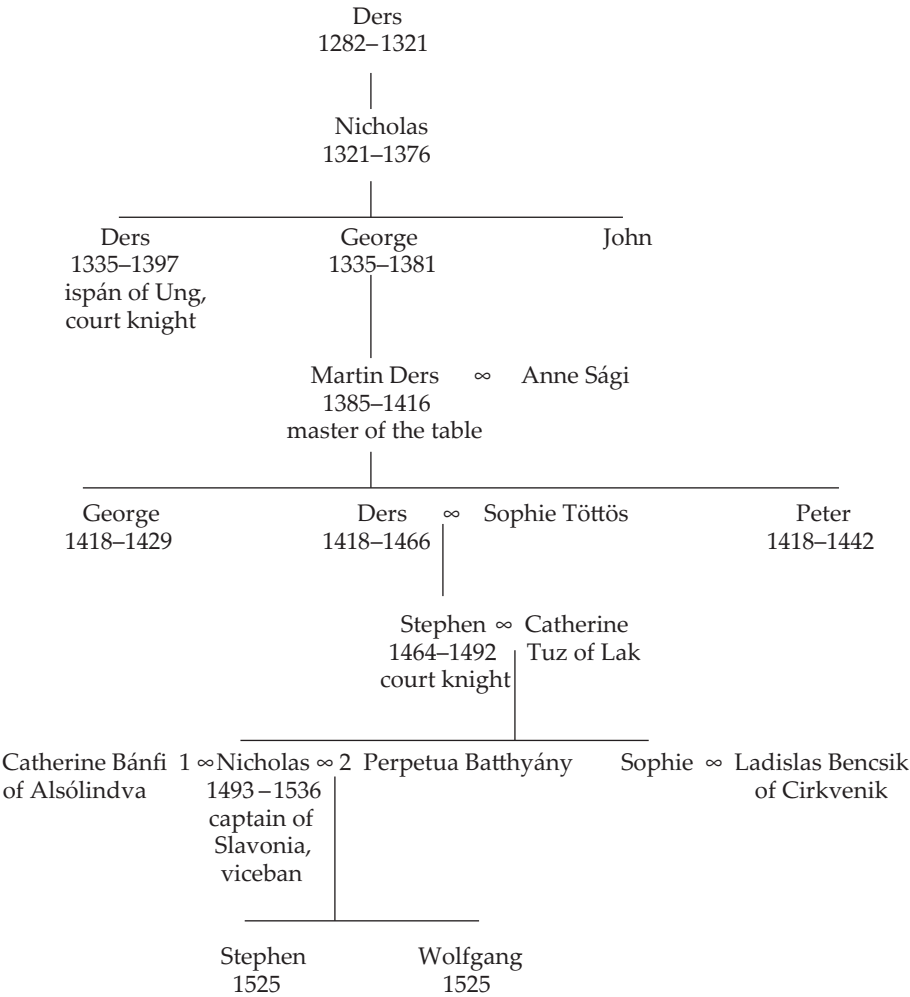 Ders
1282–1321
Nicholas
1321–1376
Ders George John
1335–1397 1335–1381
ispán of Ung,
court knight
Martin Ders ∞ Anne Sági
1385–1416
master of the table
George Ders ∞ Sophie Töttös Peter
1418–1429 1418–1466 1418–1442
Stephen ∞ Catherine
1464–1492 Tuz of Lak
court knight
Catherine Bánfi 1 ∞ Nicholas ∞ 2 Perpetua Batthyány Sophie ∞ Ladislas Bencsik
of Alsólindva 1493–1536 of Cirkvenik
captain of
Slavonia,
viceban
Stephen Wolfgang
1525 1525